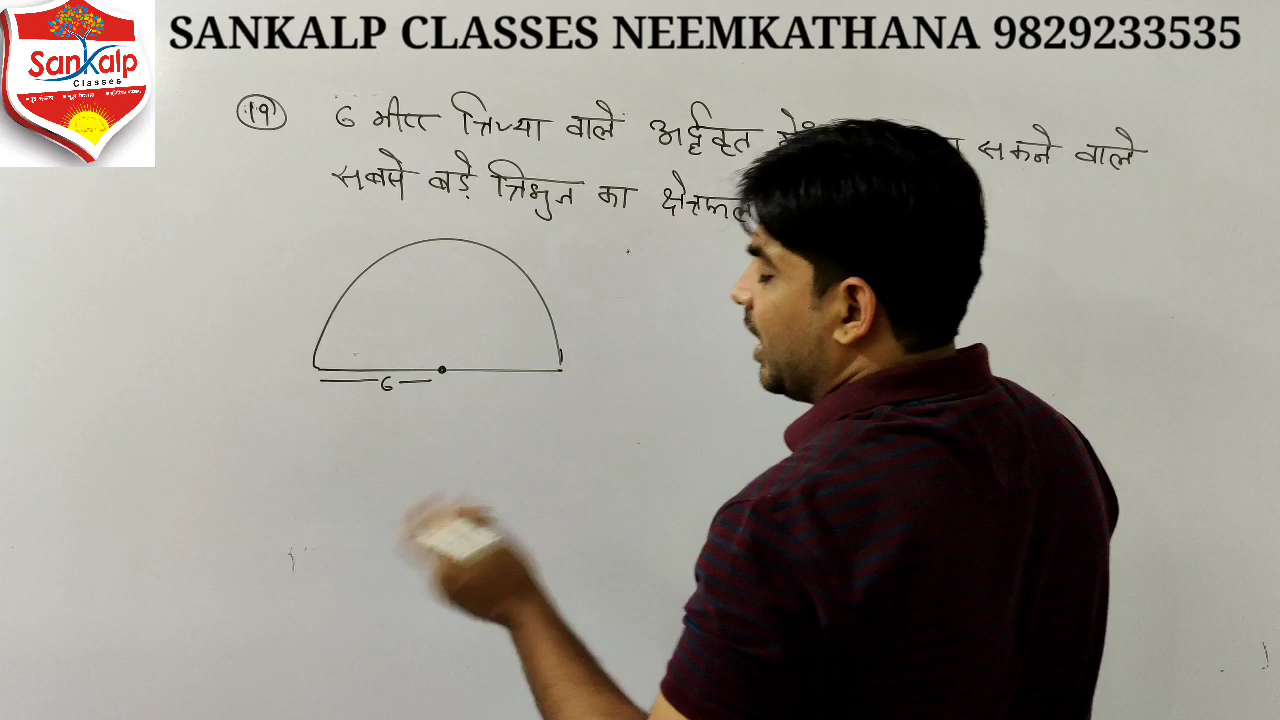 SANKALP CLASSES NEEMKATHANA 9829233535
Sankalp
Classes
19 6 मीटर त्रिज्या वाले अर्द्धवृत में सकने वाले
सबसे बड़े त्रिभुज का क्षेत्रफल
6